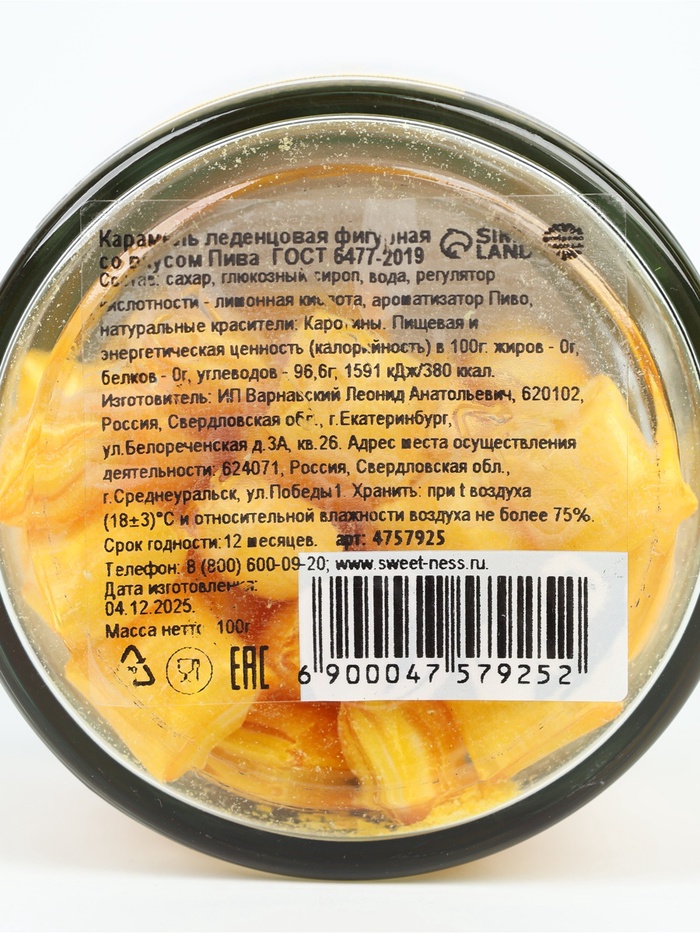 Карамель леденцовая фигурная
со вкусом Пива ГОСТ 6477-2019
SIMA LAND
Состав: сахар, глюкозный сироп, вода, регулятор
кислотности - лимонная кислота, ароматизатор Пиво,
натуральные красители: Каротины. Пищевая и
энергетическая ценность (калорийность) в 100г: жиров - 0г,
белков - 0г, углеводов - 96,6г, 1591 кДж/380 ккал.
Изготовитель: ИП Варнавский Леонид Анатольевич, 620102,
Россия, Свердловская обл., г.Екатеринбург,
ул.Белореченская д.3А, кв.26. Адрес места осуществления
деятельности: 624071, Россия, Свердловская обл.,
г.Среднеуральск, ул.Победы1. Хранить: при t воздуха
(18±3)°С и относительной влажности воздуха не более 75%.
Срок годности:12 месяцев. арт: 4757925
Телефон: 8 (800) 600-09-20; www.sweet-ness.ru.
Дата изготовления:
04.12.2025.
Масса нетто 100г
EAC
6 900047 579252